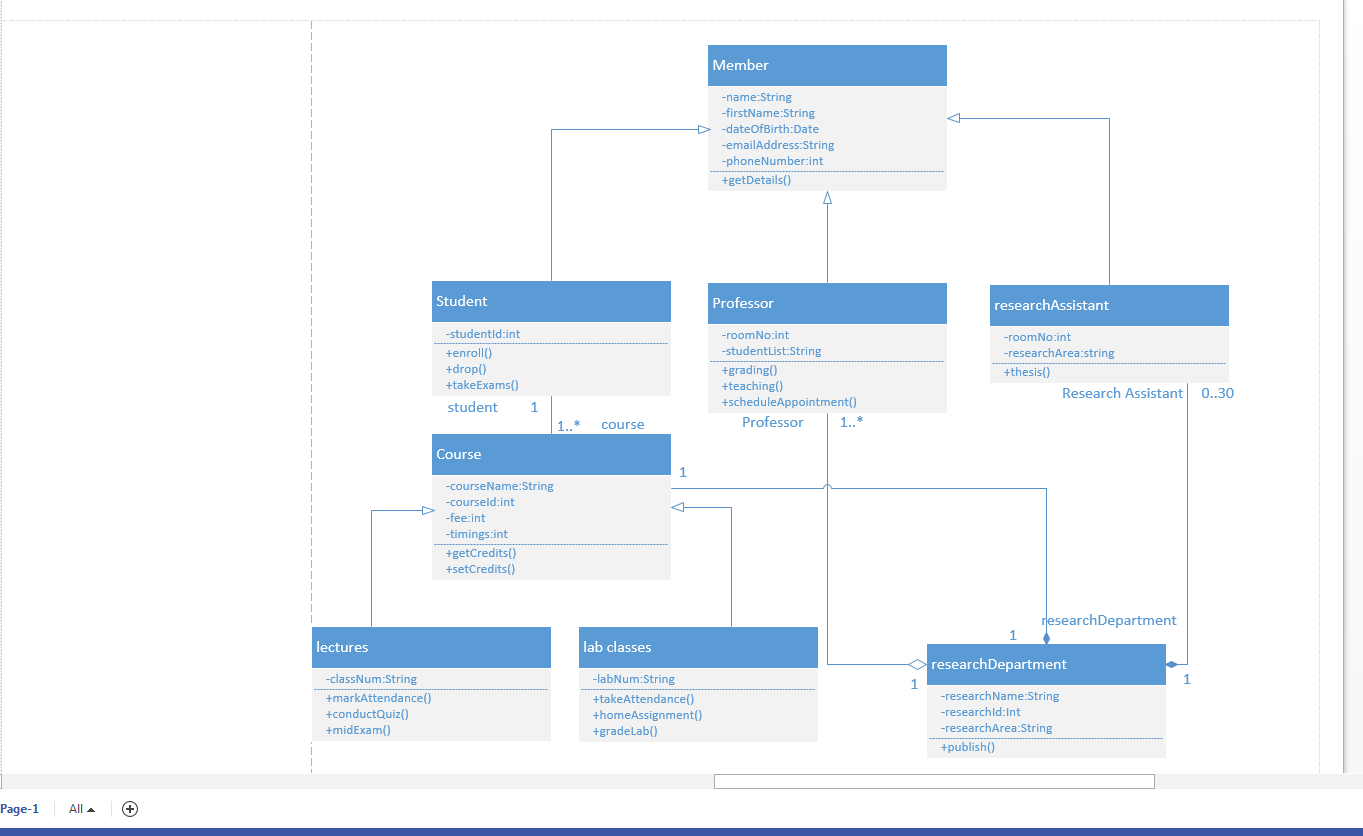 Member
-name:String
-firstName:String
-dateOfBirth:Date
-emailAddress:String
-phoneNumber:int
+getDetails()
Student
-studentId:int
+enroll()
+drop()
+takeExams()
student 1
1..* course
Professor
-roomNo:int
-studentList:String
+grading()
+teaching()
+scheduleAppointment()
Professor 1..*
researchAssistant
-roomNo:int
-researchArea:string
+thesis()
Research Assistant 0..30
Course
-courseName:String
-courseId:int
-fee:int
-timings:int
+getCredits()
+setCredits()
1
lectures
-classNum:String
+markAttendance()
+conductQuiz()
+midExam()
lab classes
-labNum:String
+takeAttendance()
+homeAssignment()
+gradeLab()
researchDepartment
1
researchDepartment
1
1
-researchName:String
-researchId:Int
-researchArea:String
+publish()
Page-1 All